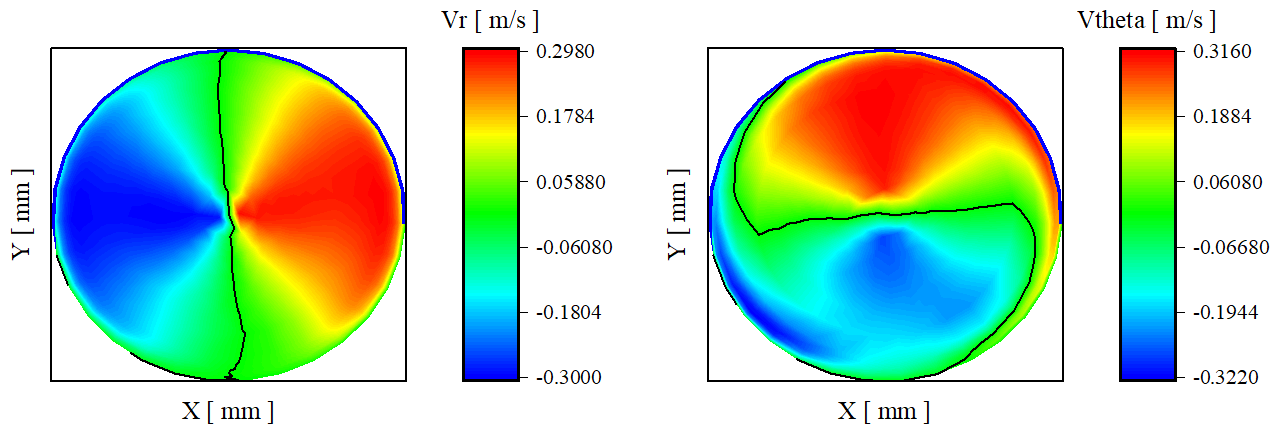 Vr [ m/s ]
0.2980
0.1784
0.05880
-0.06080
-0.1804
-0.3000
Y [ mm ]
X [ mm ]
Vtheta [ m/s ]
0.3160
0.1884
0.06080
-0.06680
-0.1944
-0.3220
Y [ mm ]
X [ mm ]